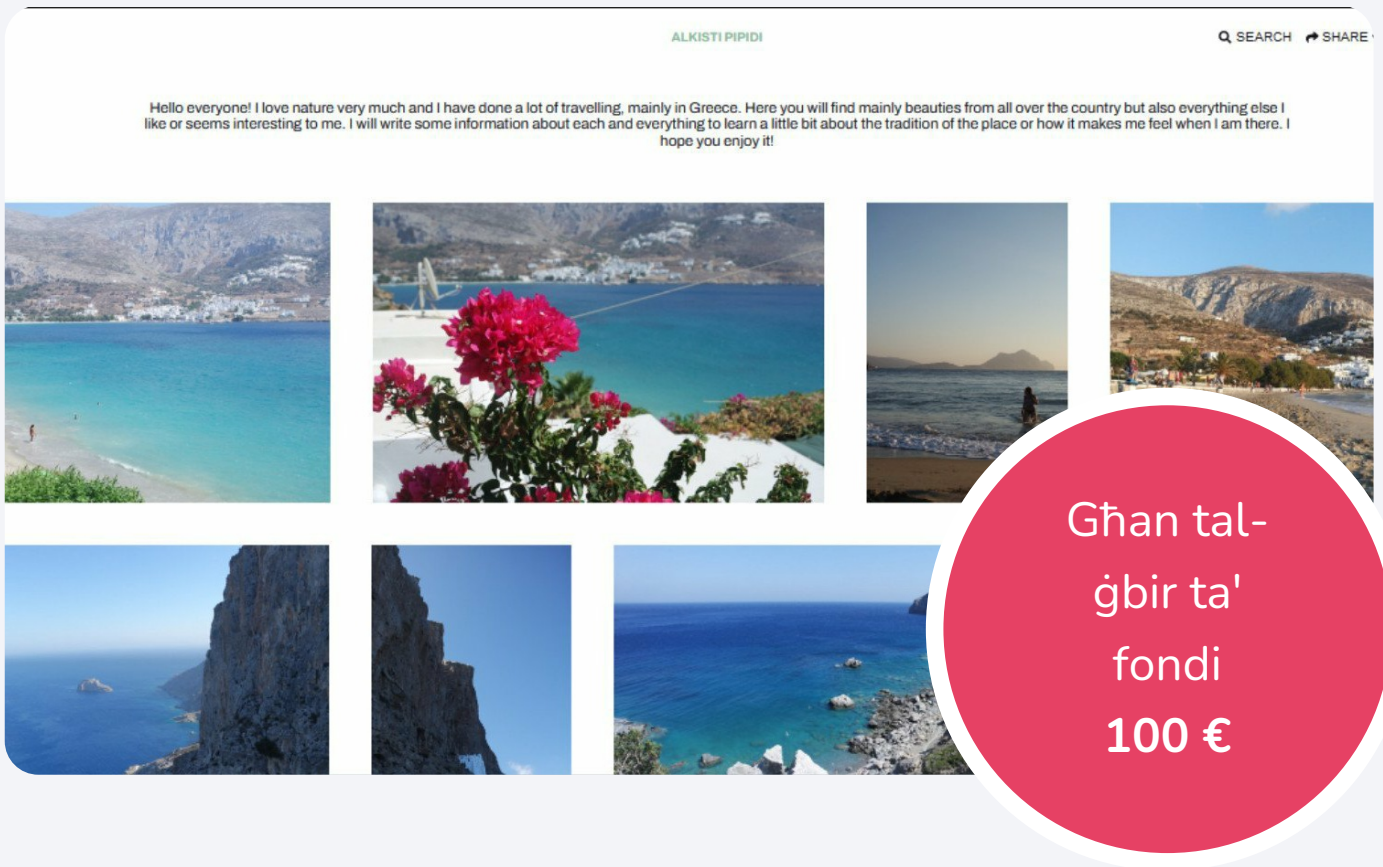 ALKISTI PIPIDI
SEARCH SHARE
Hello everyone! I love nature very much and I have done a lot of travelling, mainly in Greece. Here you will find mainly beauties from all over the country but also everything else I
like or seems interesting to me. I will write some information about each and everything to learn a little bit about the tradition of the place or how it makes me feel when I am there. I
hope you enjoy it!
Għan tal-
ġbir ta'
fondi
100 €